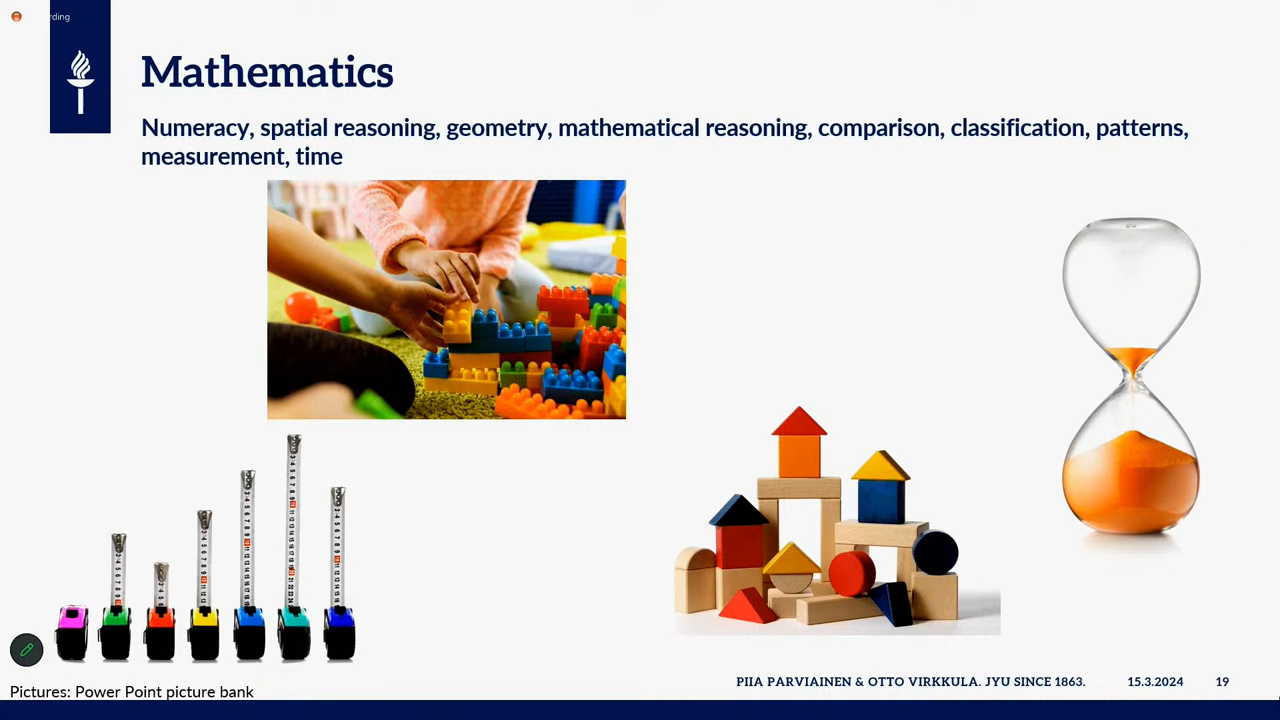 rding
Mathematics
Numeracy, spatial reasoning, geometry, mathematical reasoning, comparison, classification, patterns,
measurement, time
Pictures: Power Point picture bank
PIIA PARVIAINEN & OTTO VIRKKULA. JYU SINCE 1863.
15.3.2024
19